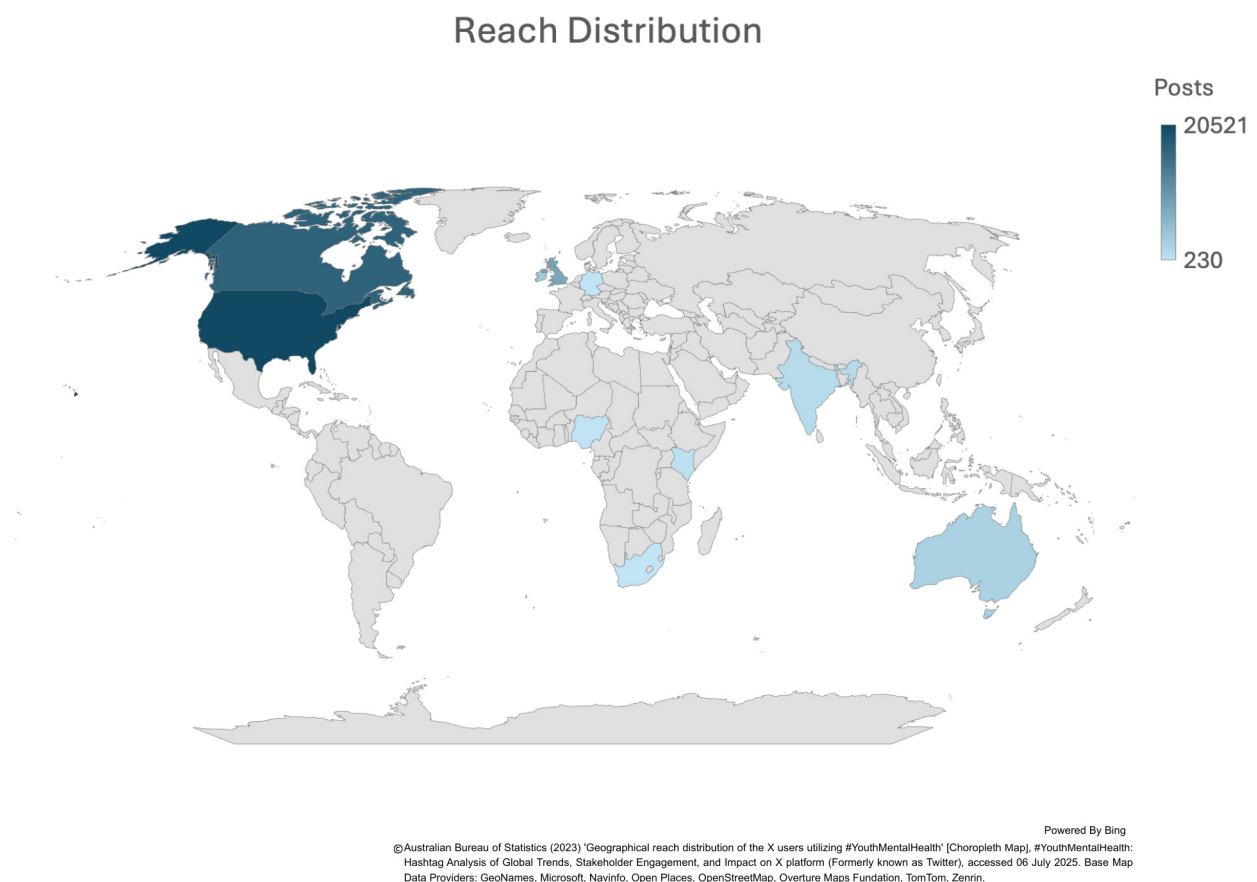 Reach Distribution
Posts
20521
230
Powered By Bing
©Australian Bureau of Statistics (2023) 'Geographical reach distribution of the X users utilizing #YouthMentalHealth' [Choropleth Map], #YouthMentalHealth:
Hashtag Analysis of Global Trends, Stakeholder Engagement, and Impact on X platform (Formerly known as Twitter), accessed 06 July 2025. Base Map
Data Providers: GeoNames, Microsoft, Navinfo, Open Places, OpenStreetMap, Overture Maps Fundation, TomTom, Zenrin.